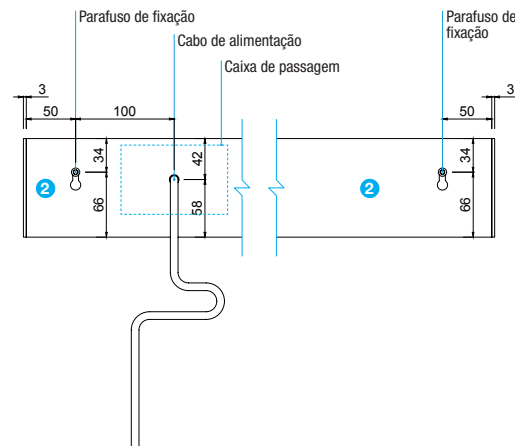 Parafuso de fixação
Parafuso de
fixação
Cabo de alimentação
Caixa de passagem
3
3
50
100
50
34
42
34
2
2
66
58
66